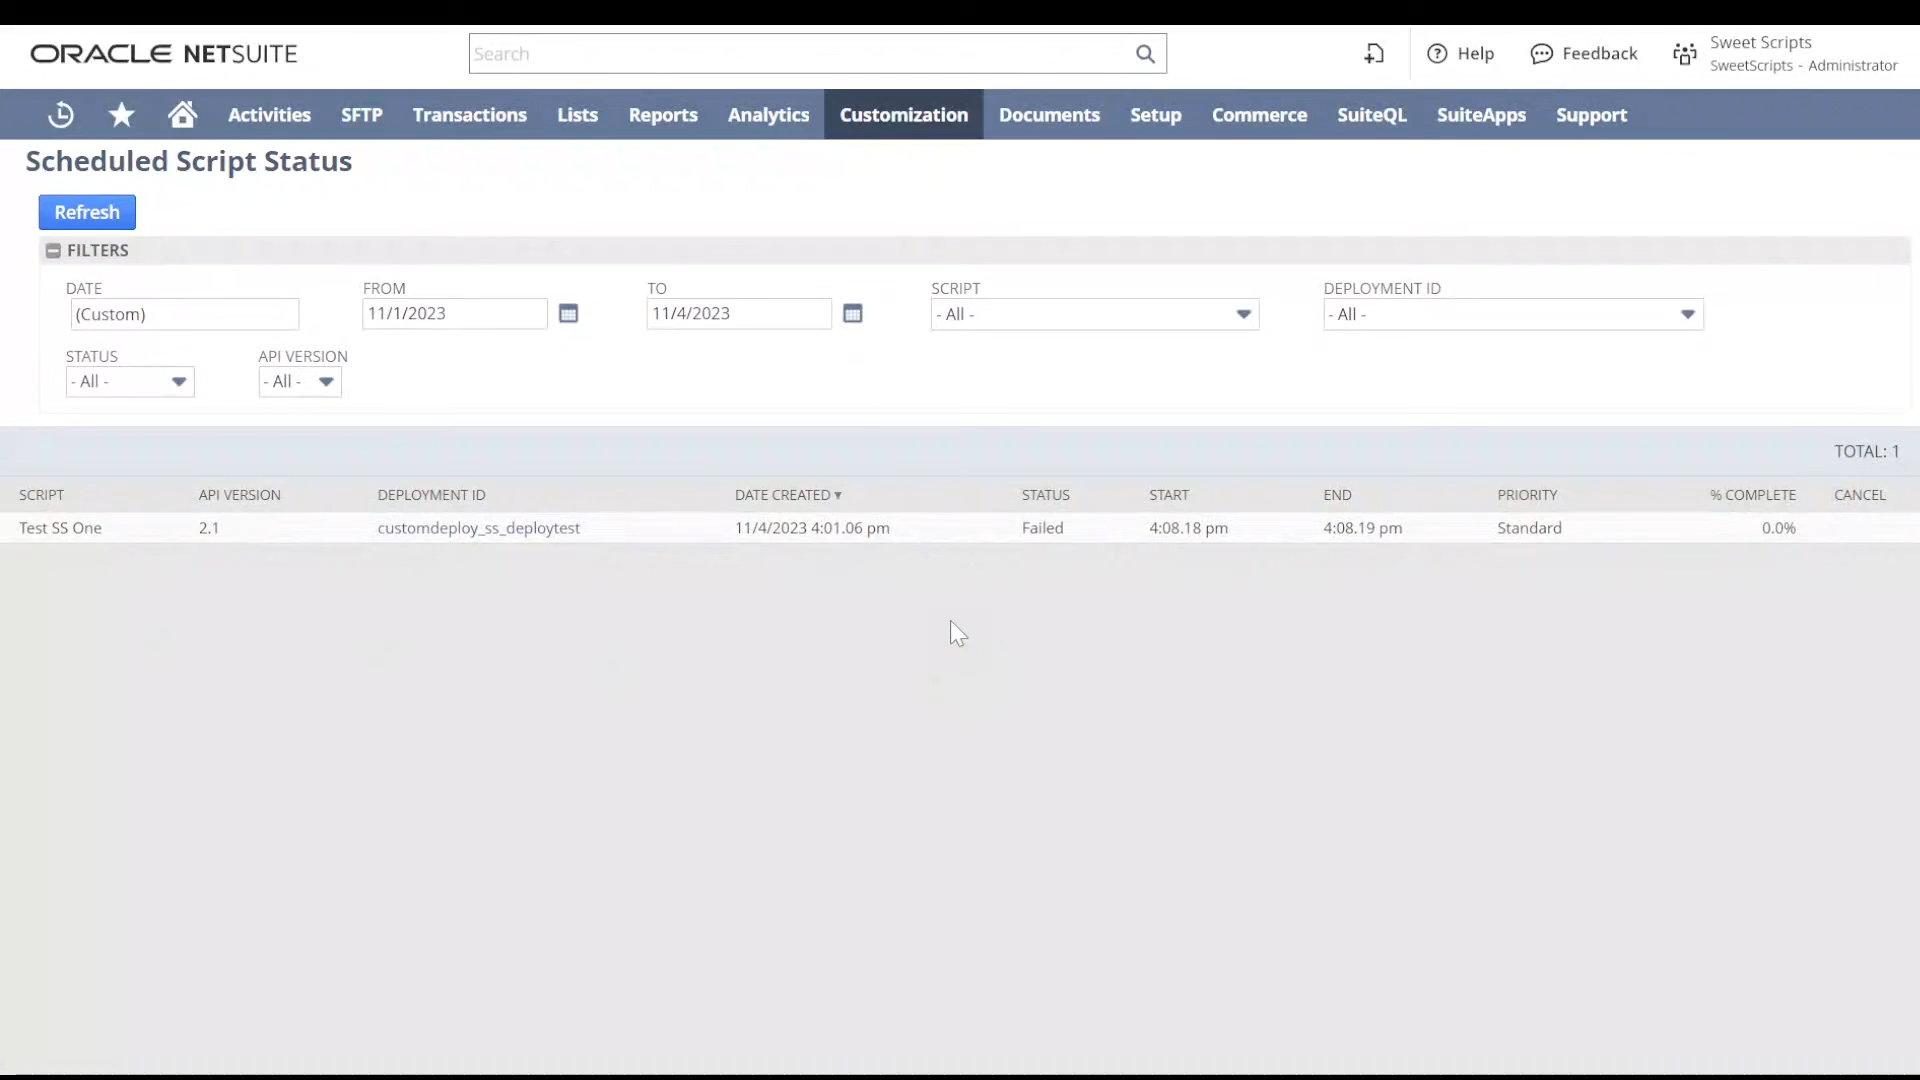 ORACLE NETSUITE
Search
Help
Feedback
Sweet Scripts
SweetScripts - Administrator
Activities SFTP Transactions Lists Reports Analytics Customization Documents Setup Commerce SuiteQL SuiteApps Support
Scheduled Script Status
Refresh
FILTERS
DATE FROM TO SCRIPT DEPLOYMENT ID
(Custom) 11/1/2023 11/4/2023 - All - - All -
STATUS API VERSION
- All - - All -
TOTAL: 1
SCRIPT API VERSION DEPLOYMENT ID DATE CREATED ▼ STATUS START END PRIORITY % COMPLETE CANCEL
Test SS One 2.1 customdeploy_ss_deploytest 11/4/2023 4:01.06 pm Failed 4:08.18 pm 4:08.19 pm Standard 0.0%